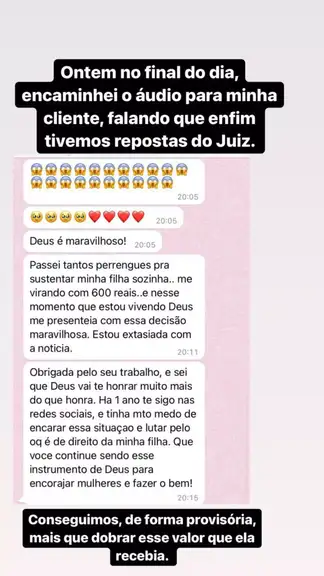 Ontem no final do dia,
encaminhei o áudio para minha
cliente, falando que enfim
tivemos repostas do Juiz.
😱😱😱😱😱😱😱😱😱😱😱
😱😱😱😱😱😱😱😱😱😱 20:05
🥹🥹🥹🥹❤️❤️❤️❤️ 20:05
Deus é maravilhoso! 20:05
Passei tantos perrengues pra
sustentar minha filha sozinha.. me
virando com 600 reais..e nesse
momento que estou vivendo Deus
me presenteia com essa decisão
maravilhosa. Estou extasiada com
a noticia. 20:11
Obrigada pelo seu trabalho, e sei
que Deus vai te honrar muito mais
do que honra. Ha 1 ano te sigo nas
redes sociais, e tinha mto medo de
encarar essa situaçao e lutar pelo
oq é de direito da minha filha. Que
voce continue sendo esse
instrumento de Deus para
encorajar mulheres e fazer o bem!
20:15
Conseguimos, de forma provisória,
mais que dobrar esse valor que ela
recebia.